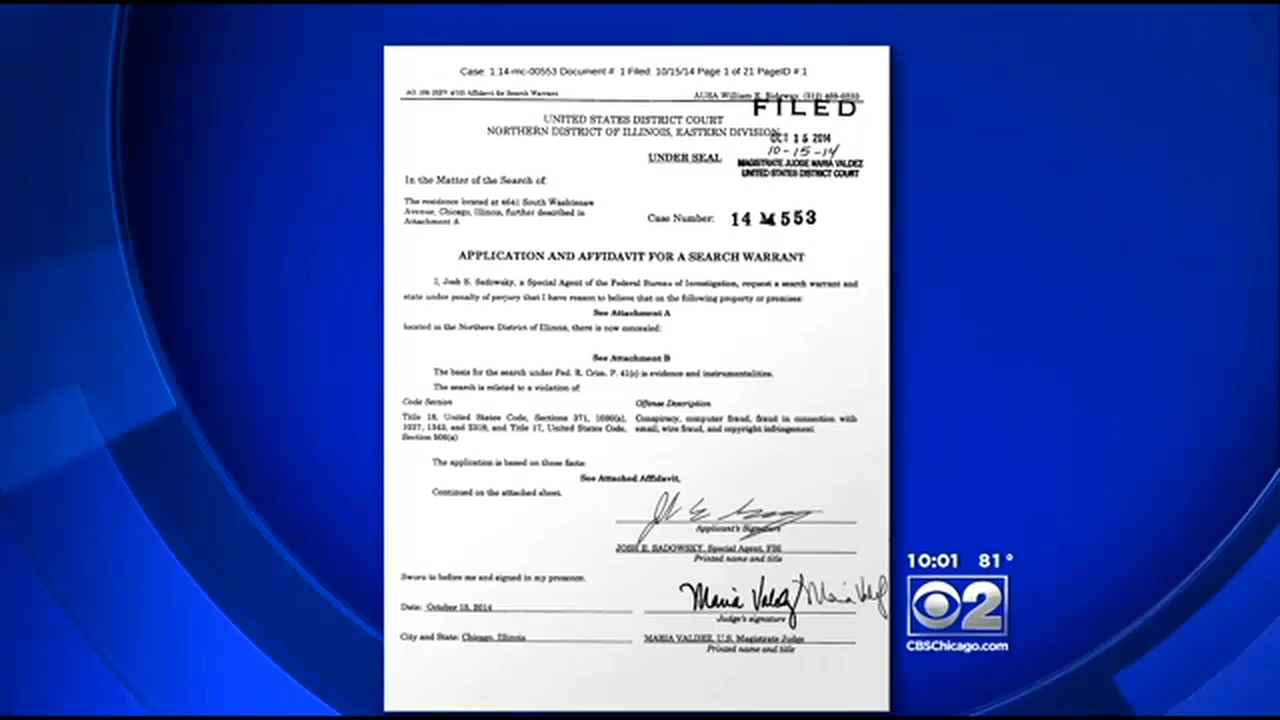 Case: 1:14-mc-00553 Document #: 1 Filed: 10/15/14 Page 1 of 21 PageID #:1
Affidavit for Search Warrant
AUSA William E. Ridgway (312) 469-6233
FILED
UNITED STATES DISTRICT COURT
NORTHERN DISTRICT OF ILLINOIS, EASTERN DIVISION
OCT 15 2014
10-15-14
UNDER SEAL
MAGISTRATE JUDGE MARIA VALDEZ
UNITED STATES DISTRICT COURT
In the Matter of the Search of:
The residence located at 4641 South Washtenaw
Avenue, Chicago, Illinois, further described in
Attachment A
Case Number:
14 M 553
APPLICATION AND AFFIDAVIT FOR A SEARCH WARRANT
I, Josh E. Sadowsky, a Special Agent of the Federal Bureau of Investigation, request a search warrant and
state under penalty of perjury that I have reason to believe that on the following property or premises:
See Attachment A
located in the Northern District of Illinois, there is now concealed:
See Attachment B
The basis for the search under Fed. R. Crim. P. 41(c) is evidence and instrumentalities.
The search is related to a violation of:
Code Section
Offense Description
Title 18, United States Code, Sections 371, 1030(a),
1037, 1343, and 2319; and Title 17, United States Code,
Section 506(a)
Conspiracy, computer fraud, fraud in connection with
email, wire fraud, and copyright infringement
The application is based on these facts:
See Attached Affidavit,
Continued on the attached sheet.
Applicant's Signature
JOSH E. SADOWSKY, Special Agent, FBI
Printed name and title
Sworn to before me and signed in my presence.
Maria Valdez Maria Valdez
Date: October 15, 2014
Judge's signature
City and State: Chicago, Illinois
MARIA VALDEZ, U.S. Magistrate Judge
Printed name and title
10:01 81°
2
CBSChicago.com